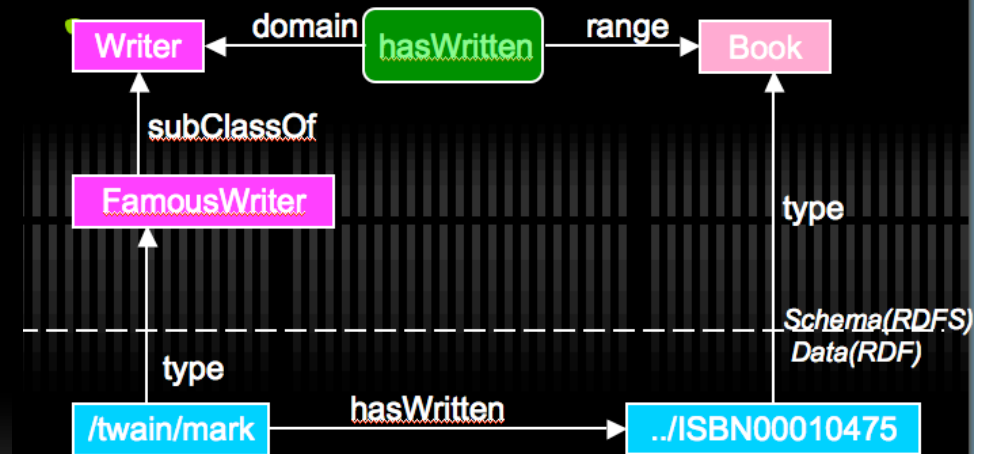 Writer
domain
hasWritten
range
Book
subClassOf
FamousWriter
type
Schema(RDFS)
Data(RDF)
type
/twain/mark
hasWritten
../ISBN00010475